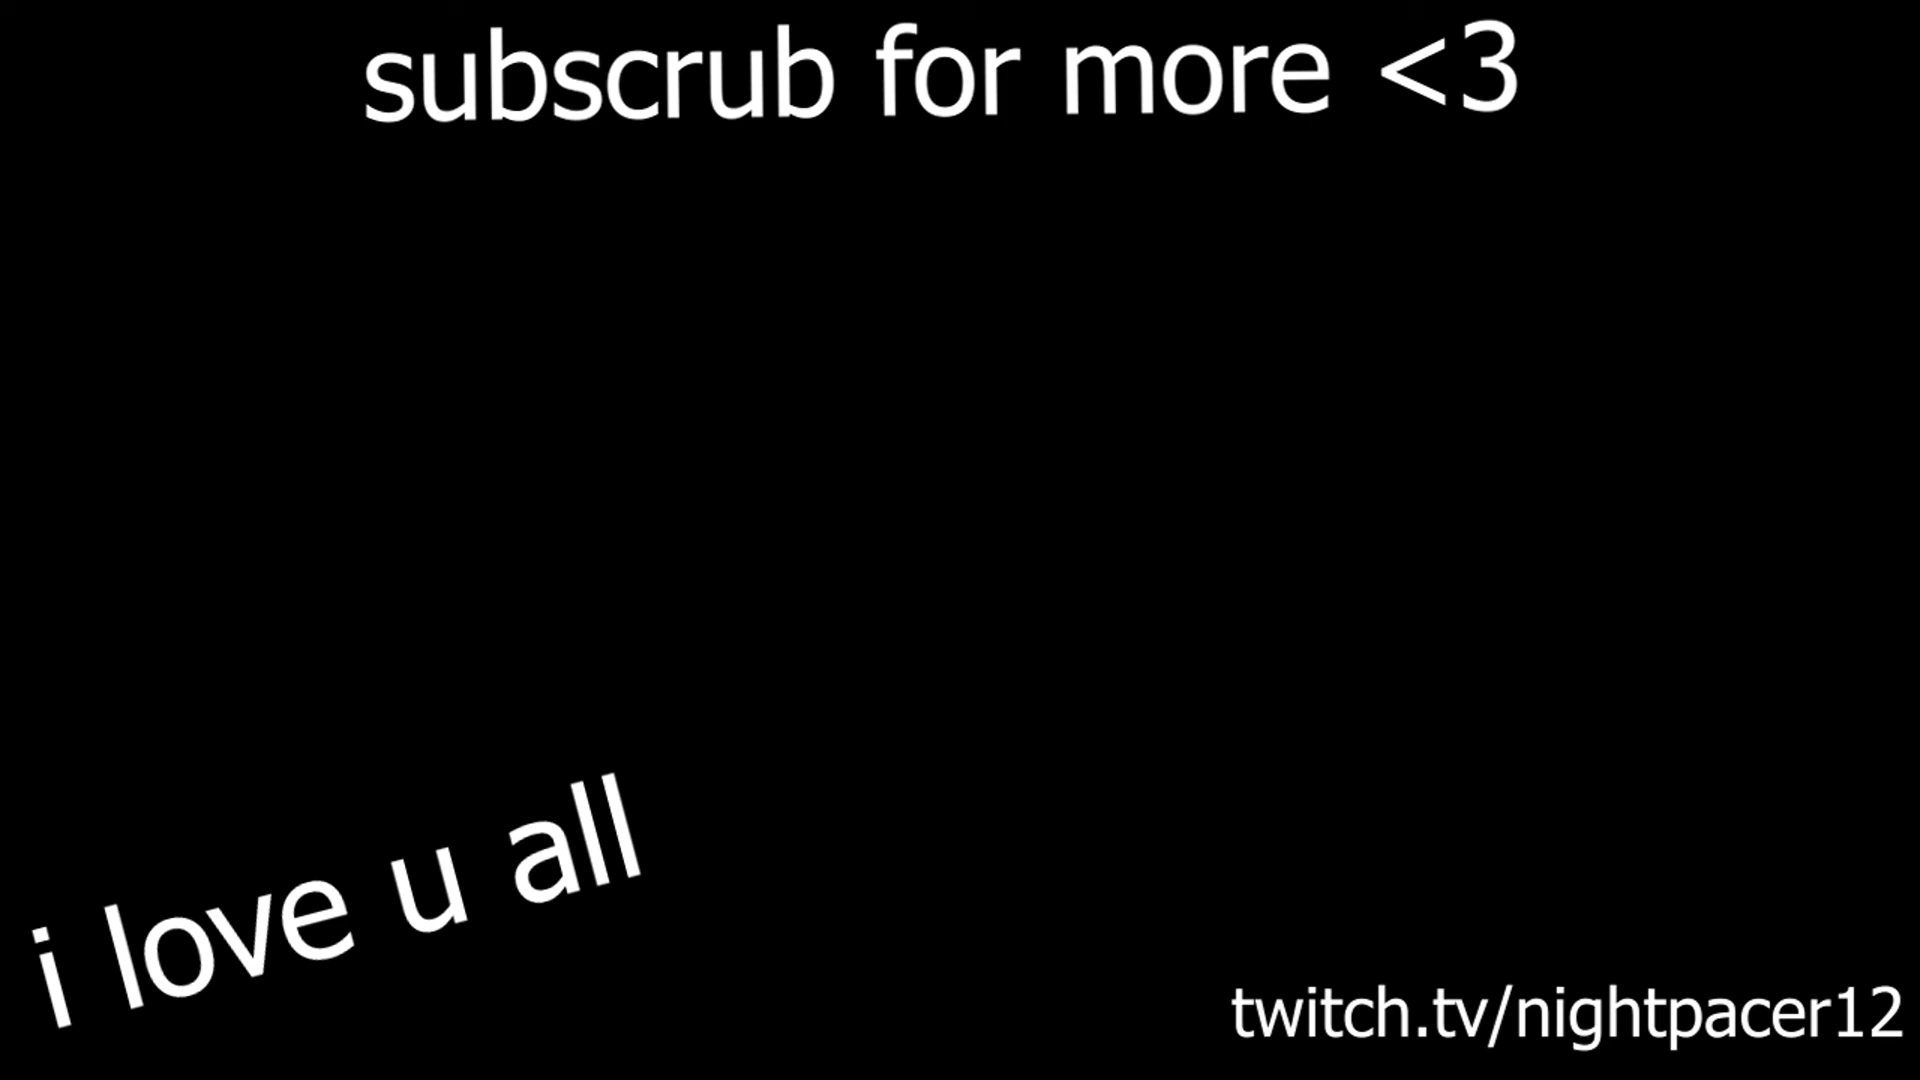 subscrub for more <3
i love u all
twitch.tv/nightpacer12